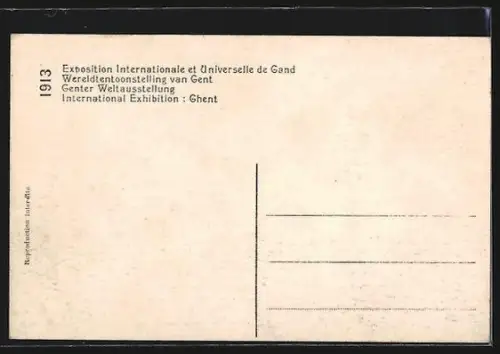 1913
Exposition Internationale et Universelle de Gand
Wereldtentoonstelling van Gent
Genter Weltausstellung
International Exhibition : Ghent
Reproduction interdite